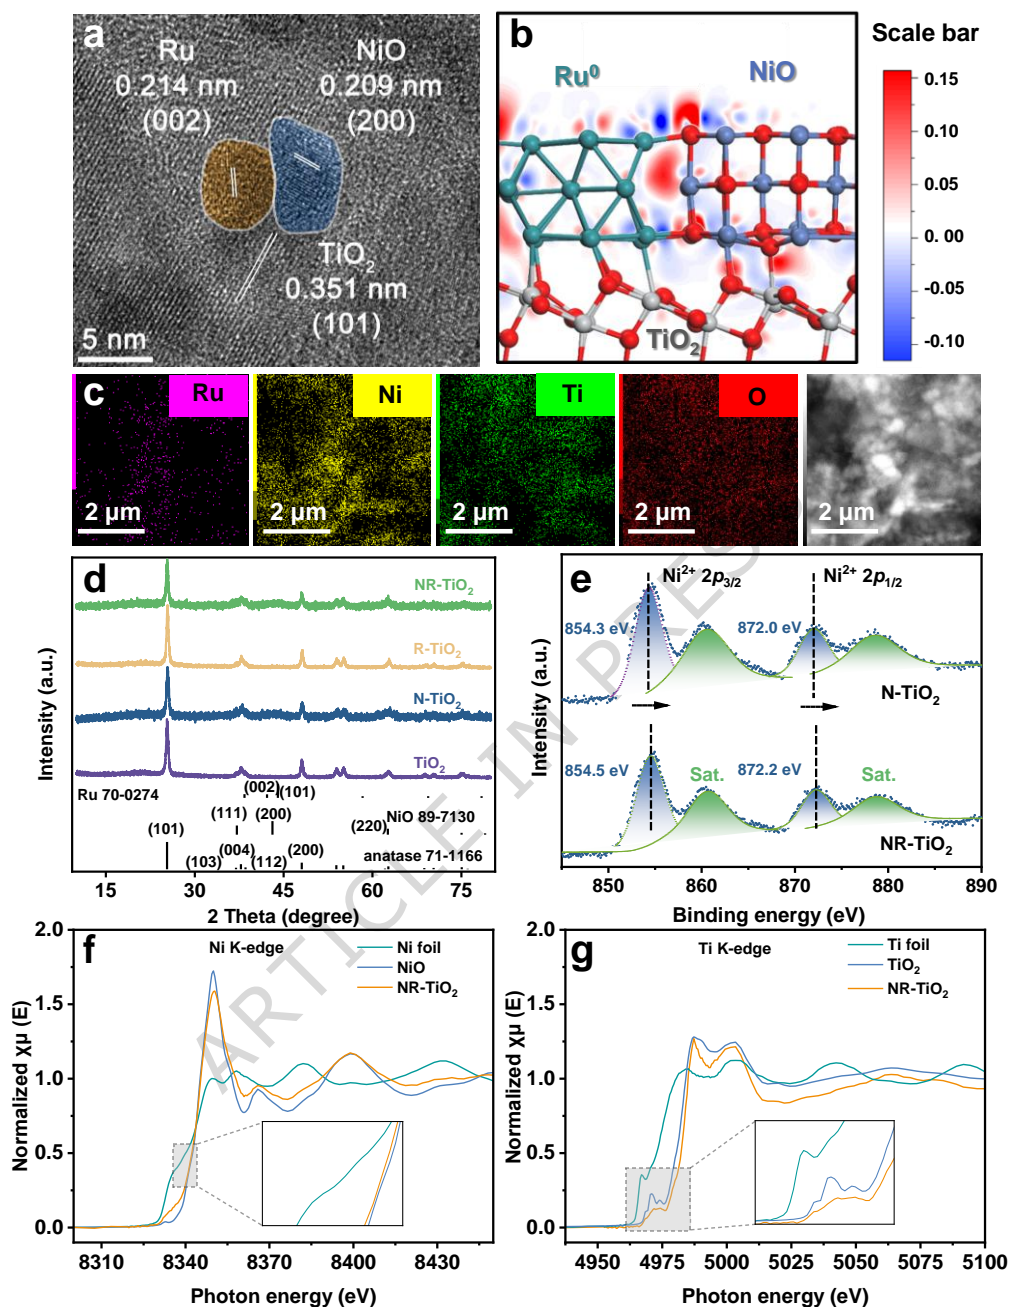 a
Ru
0.214 nm
(002)
NiO
0.209 nm
(200)
TiO2
0.351 nm
(101)
5 nm
b
Ru0
NiO
TiO2
Scale bar
0.15
0.10
0.05
0. 00
-0.05
-0.10
c
Ru
Ni
Ti
O
2 μm
2 μm
2 μm
2 μm
2 μm
d
NR-TiO2
R-TiO2
N-TiO2
TiO2
Ru 70-0274
(002)
(101)
(111)
(200)
NiO 89-7130
(220)
(101)
(004)
(200)
(103)
(112)
anatase 71-1166
15
30
45
60
75
2 Theta (degree)
Intensity (a.u.)
e
Ni2+ 2p3/2
Ni2+ 2p1/2
854.3 eV
872.0 eV
N-TiO2
854.5 eV
Sat.
872.2 eV
Sat.
NR-TiO2
850
860
870
880
890
Binding energy (eV)
Intensity (a.u.)
f
Ni K-edge
Ni foil
NiO
NR-TiO2
2.0
1.5
1.0
0.5
0.0
8310
8340
8370
8400
8430
Photon energy (eV)
Normalized χμ (E)
g
Ti K-edge
Ti foil
TiO2
NR-TiO2
2.0
1.5
1.0
0.5
0.0
4950
4975
5000
5025
5050
5075
5100
Photon energy (eV)
Normalized χμ (E)
ARTICLE IN PRESS